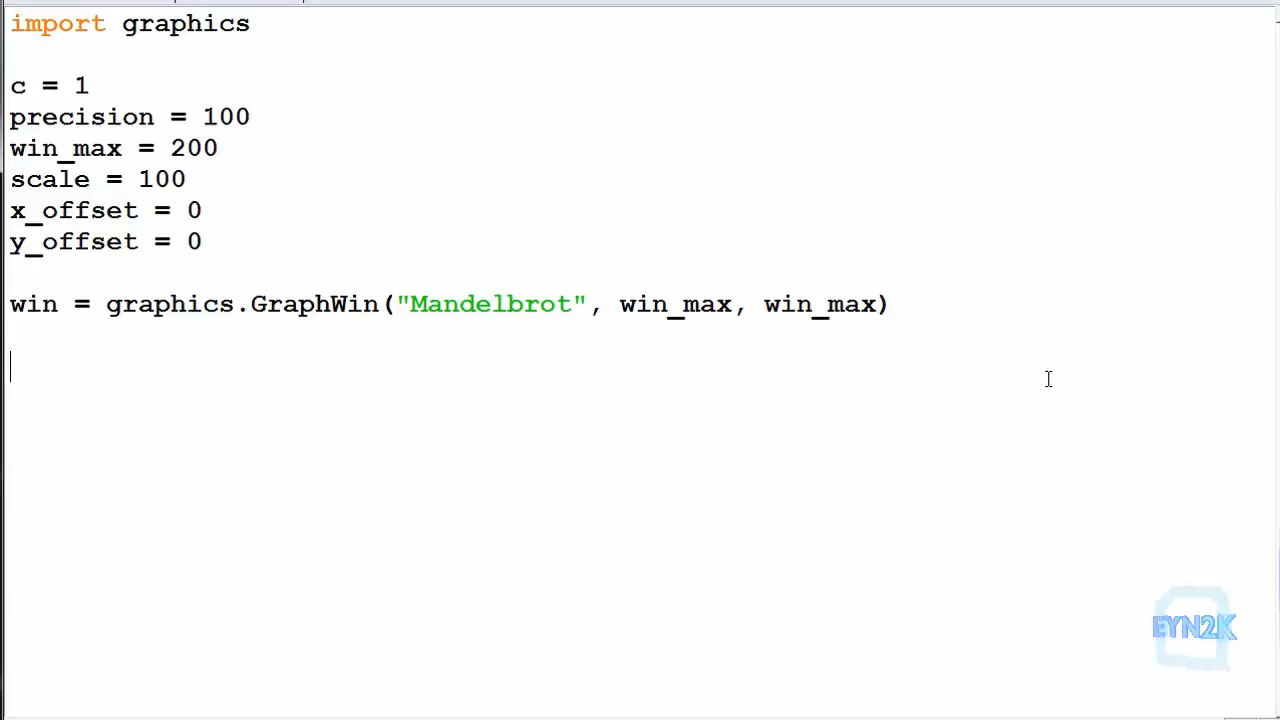 import graphics
c = 1
precision = 100
win_max = 200
scale = 100
x_offset = 0
y_offset = 0
win = graphics.GraphWin("Mandelbrot", win_max, win_max)
EYN2K